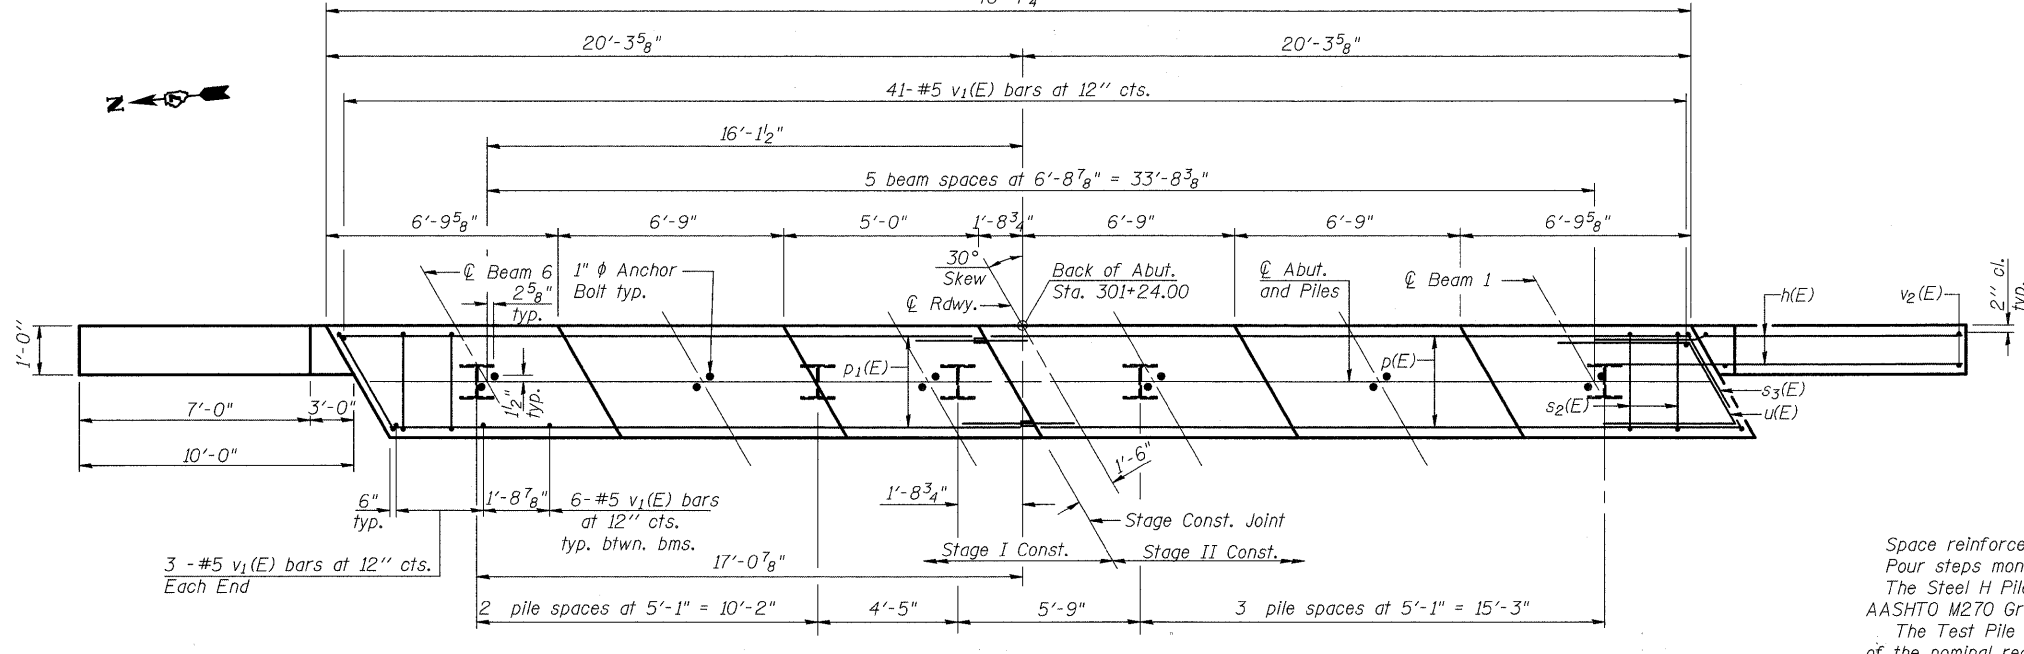 20'-3⅝"
20'-3⅝"
41-#5 v₁(E) bars at 12" cts.
16'-1½"
5 beam spaces at 6'-8⅞" = 33'-8⅜"
6'-9⅝"
6'-9"
5'-0"
1'-8¾"
6'-9"
6'-9"
6'-9⅝"
N
℄ Beam 6
2⅝"
typ.
1" ϕ Anchor
Bolt typ.
30°
Skew
℄ Rdwy.
Back of Abut.
Sta. 301+24.00
℄ Abut.
and Piles
℄ Beam 1
h(E)
v₂(E)
2" cl.
typ.
1'-0"
p₁(E)
p(E)
1½"
typ.
s₂(E)
s₃(E)
u(E)
7'-0"
3'-0"
10'-0"
6"
typ.
1'-8⅞"
6-#5 v₁(E) bars
at 12" cts.
typ. btwn. bms.
3 -#5 v₁(E) bars at 12" cts.
Each End
1'-8¾"
1'-6"
Stage Const. Joint
Stage I Const.
Stage II Const.
17'-0⅞"
2 pile spaces at 5'-1" = 10'-2"
4'-5"
5'-9"
3 pile spaces at 5'-1" = 15'-3"
Space reinforce
Pour steps mon
The Steel H Pile
AASHTO M270 Gr
The Test Pile
of the nominal req